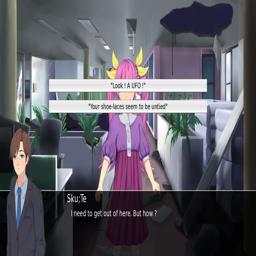 "Look ! A UFO !"
"Your shoe-laces seem to be untied"
Sku;Te
I need to get out of here. But how ?